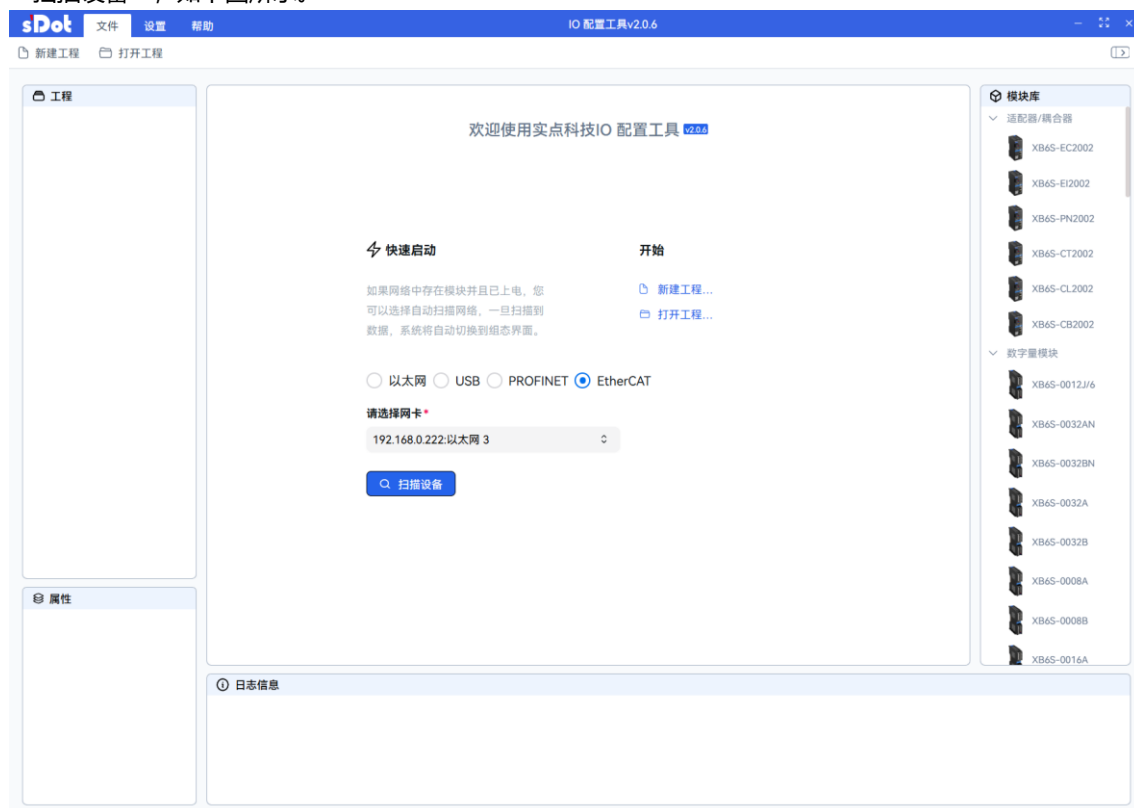 sDot 文件 设置 帮助 IO 配置工具v2.0.6
新建工程 打开工程
工程
欢迎使用实点科技IO 配置工具 v2.0.6
快速启动
如果网络中存在模块并且已上电，您
可以选择自动扫描网络，一旦扫描到
数据，系统将自动切换到组态界面。
开始
新建工程...
打开工程...
以太网 USB PROFINET EtherCAT
请选择网卡*
192.168.0.222:以太网 3
扫描设备
模块库
适配器/耦合器
XB6S-EC2002
XB6S-EI2002
XB6S-PN2002
XB6S-CT2002
XB6S-CL2002
XB6S-CB2002
数字量模块
XB6S-0012J/6
XB6S-0032AN
XB6S-0032BN
XB6S-0032A
XB6S-0032B
XB6S-0008A
XB6S-0008B
XB6S-0016A
属性
日志信息